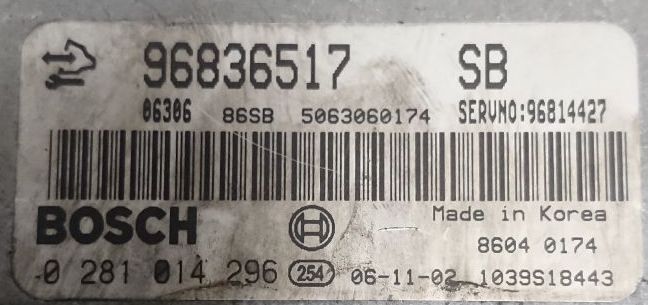 96836517 SB
06306 86SB 5063060174 SERVNO:96814427
BOSCH Made in Korea
8604 0174
0 281 014 296 254 06-11-02 1039S18443